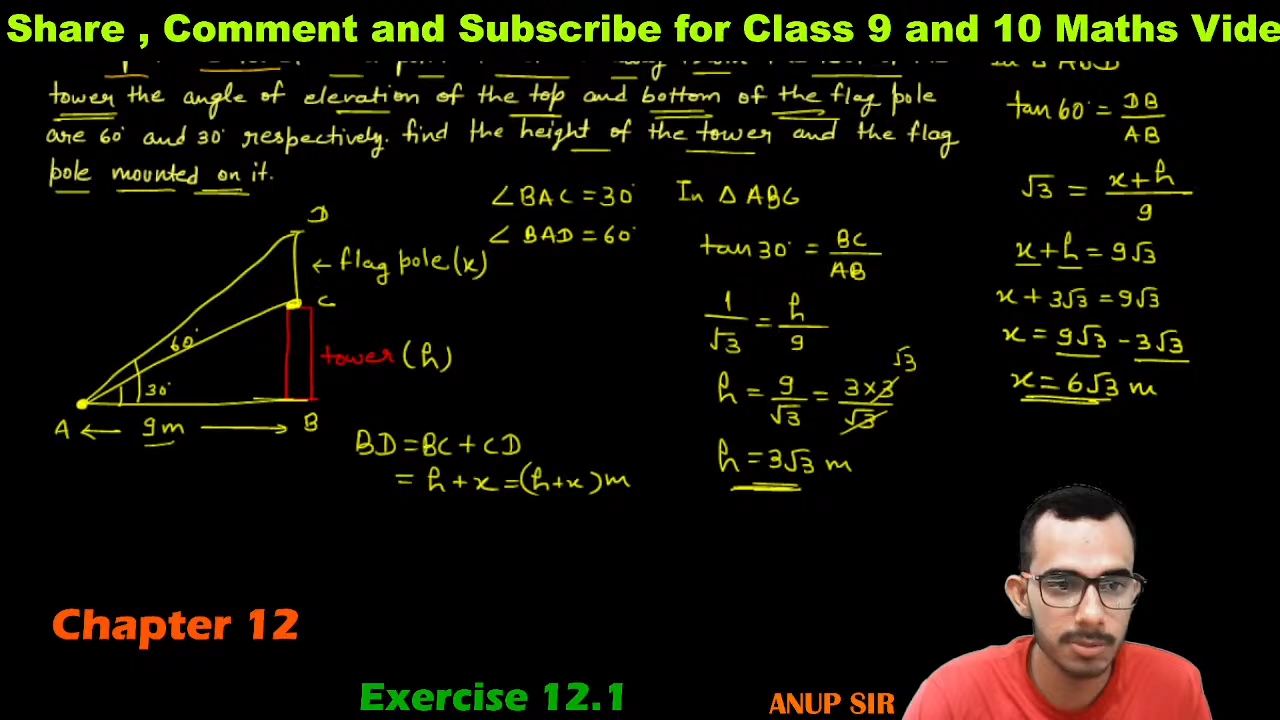 Share , Comment and Subscribe for Class 9 and 10 Maths Vide
tower the angle of elevation of the top and bottom of the flag pole
are 60° and 30° respectively. find the height of the tower and the flag
pole mounted on it.
D
← flag pole (x)
C
60°
30°
tower (h)
A ← 9m → B
BD = BC + CD
= h + x = (h+x) m
∠BAC = 30°
∠BAD = 60°
In △ ABC
tan 30° = BC/AB
1/√3 = h/9
h = 9/√3 = 3×3/√3
√3
h = 3√3 m
tan 60° = DB/AB
√3 = x+h/9
x + h = 9√3
x + 3√3 = 9√3
x = 9√3 - 3√3
x = 6√3 m
Chapter 12
Exercise 12.1
ANUP SIR